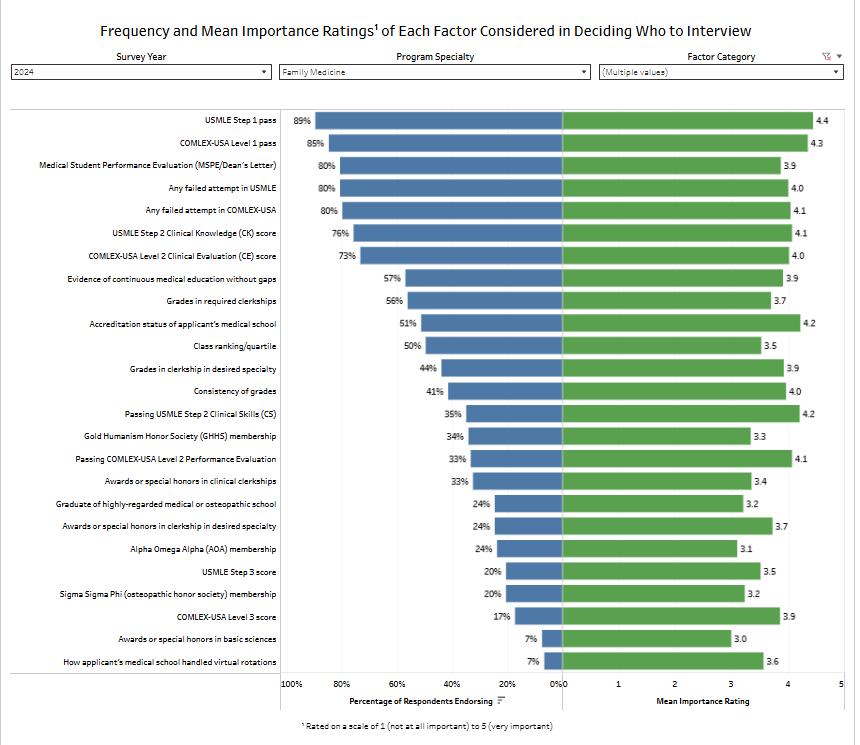 Frequency and Mean Importance Ratings¹ of Each Factor Considered in Deciding Who to Interview
Survey Year Program Specialty Factor Category
2024 Family Medicine (Multiple values)
USMLE Step 1 pass 89% 4.4
COMLEX-USA Level 1 pass 85% 4.3
Medical Student Performance Evaluation (MSPE/Dean's Letter) 80% 3.9
Any failed attempt in USMLE 80% 4.0
Any failed attempt in COMLEX-USA 80% 4.1
USMLE Step 2 Clinical Knowledge (CK) score 76% 4.1
COMLEX-USA Level 2 Clinical Evaluation (CE) score 73% 4.0
Evidence of continuous medical education without gaps 57% 3.9
Grades in required clerkships 56% 3.7
Accreditation status of applicant's medical school 51% 4.2
Class ranking/quartile 50% 3.5
Grades in clerkship in desired specialty 44% 3.9
Consistency of grades 41% 4.0
Passing USMLE Step 2 Clinical Skills (CS) 35% 4.2
Gold Humanism Honor Society (GHHS) membership 34% 3.3
Passing COMLEX-USA Level 2 Performance Evaluation 33% 4.1
Awards or special honors in clinical clerkships 33% 3.4
Graduate of highly-regarded medical or osteopathic school 24% 3.2
Awards or special honors in clerkship in desired specialty 24% 3.7
Alpha Omega Alpha (AOA) membership 24% 3.1
USMLE Step 3 score 20% 3.5
Sigma Sigma Phi (osteopathic honor society) membership 20% 3.2
COMLEX-USA Level 3 score 17% 3.9
Awards or special honors in basic sciences 7% 3.0
How applicant's medical school handled virtual rotations 7% 3.6
100% 80% 60% 40% 20% 0% 0 1 2 3 4 5
Percentage of Respondents Endorsing Mean Importance Rating
¹ Rated on a scale of 1 (not at all important) to 5 (very important)